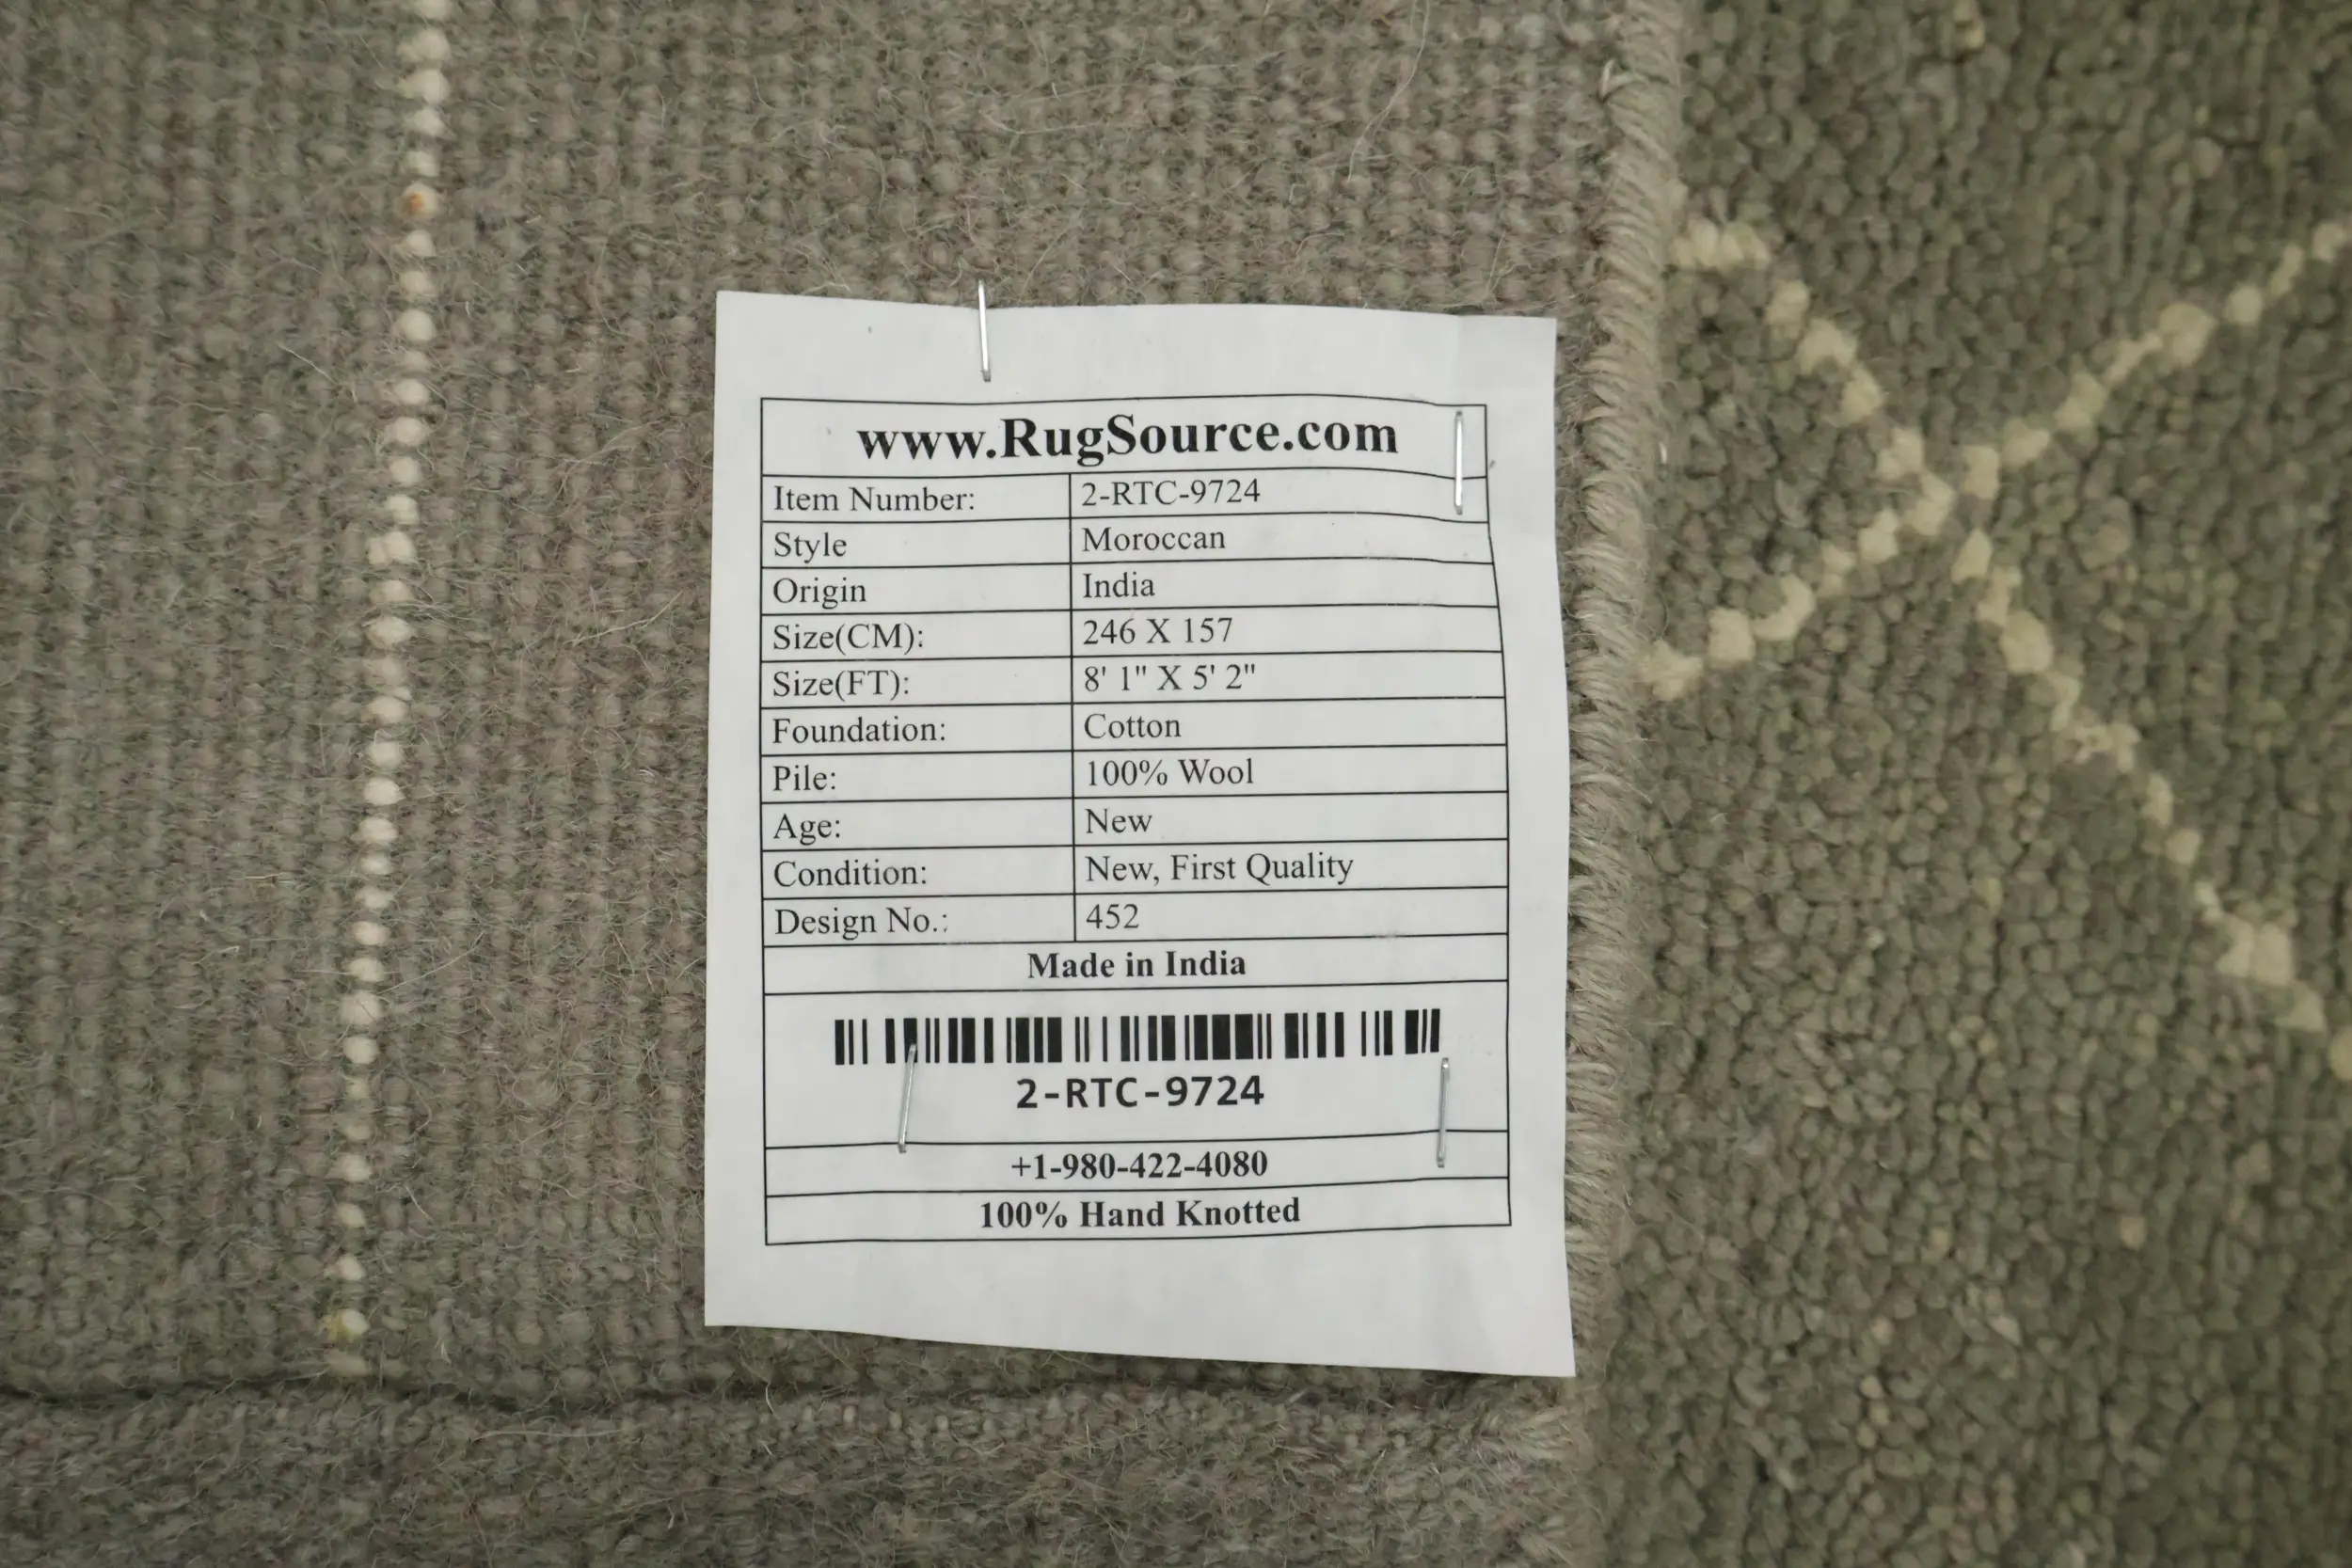 www.RugSource.com
Item Number: 2-RTC-9724
Style Moroccan
Origin India
Size(CM): 246 X 157
Size(FT): 8' 1" X 5' 2"
Foundation: Cotton
Pile: 100% Wool
Age: New
Condition: New, First Quality
Design No.: 452
Made in India
2-RTC-9724
+1-980-422-4080
100% Hand Knotted